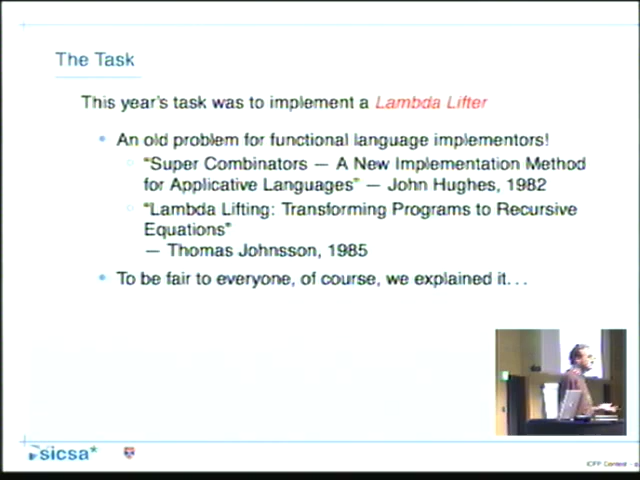 The Task
This year's task was to implement a Lambda Lifter
• An old problem for functional language implementors!
○ "Super Combinators — A New Implementation Method
for Applicative Languages" — John Hughes, 1982
○ "Lambda Lifting: Transforming Programs to Recursive
Equations"
— Thomas Johnsson, 1985
• To be fair to everyone, of course, we explained it...
sicsa*
ICFP Contest